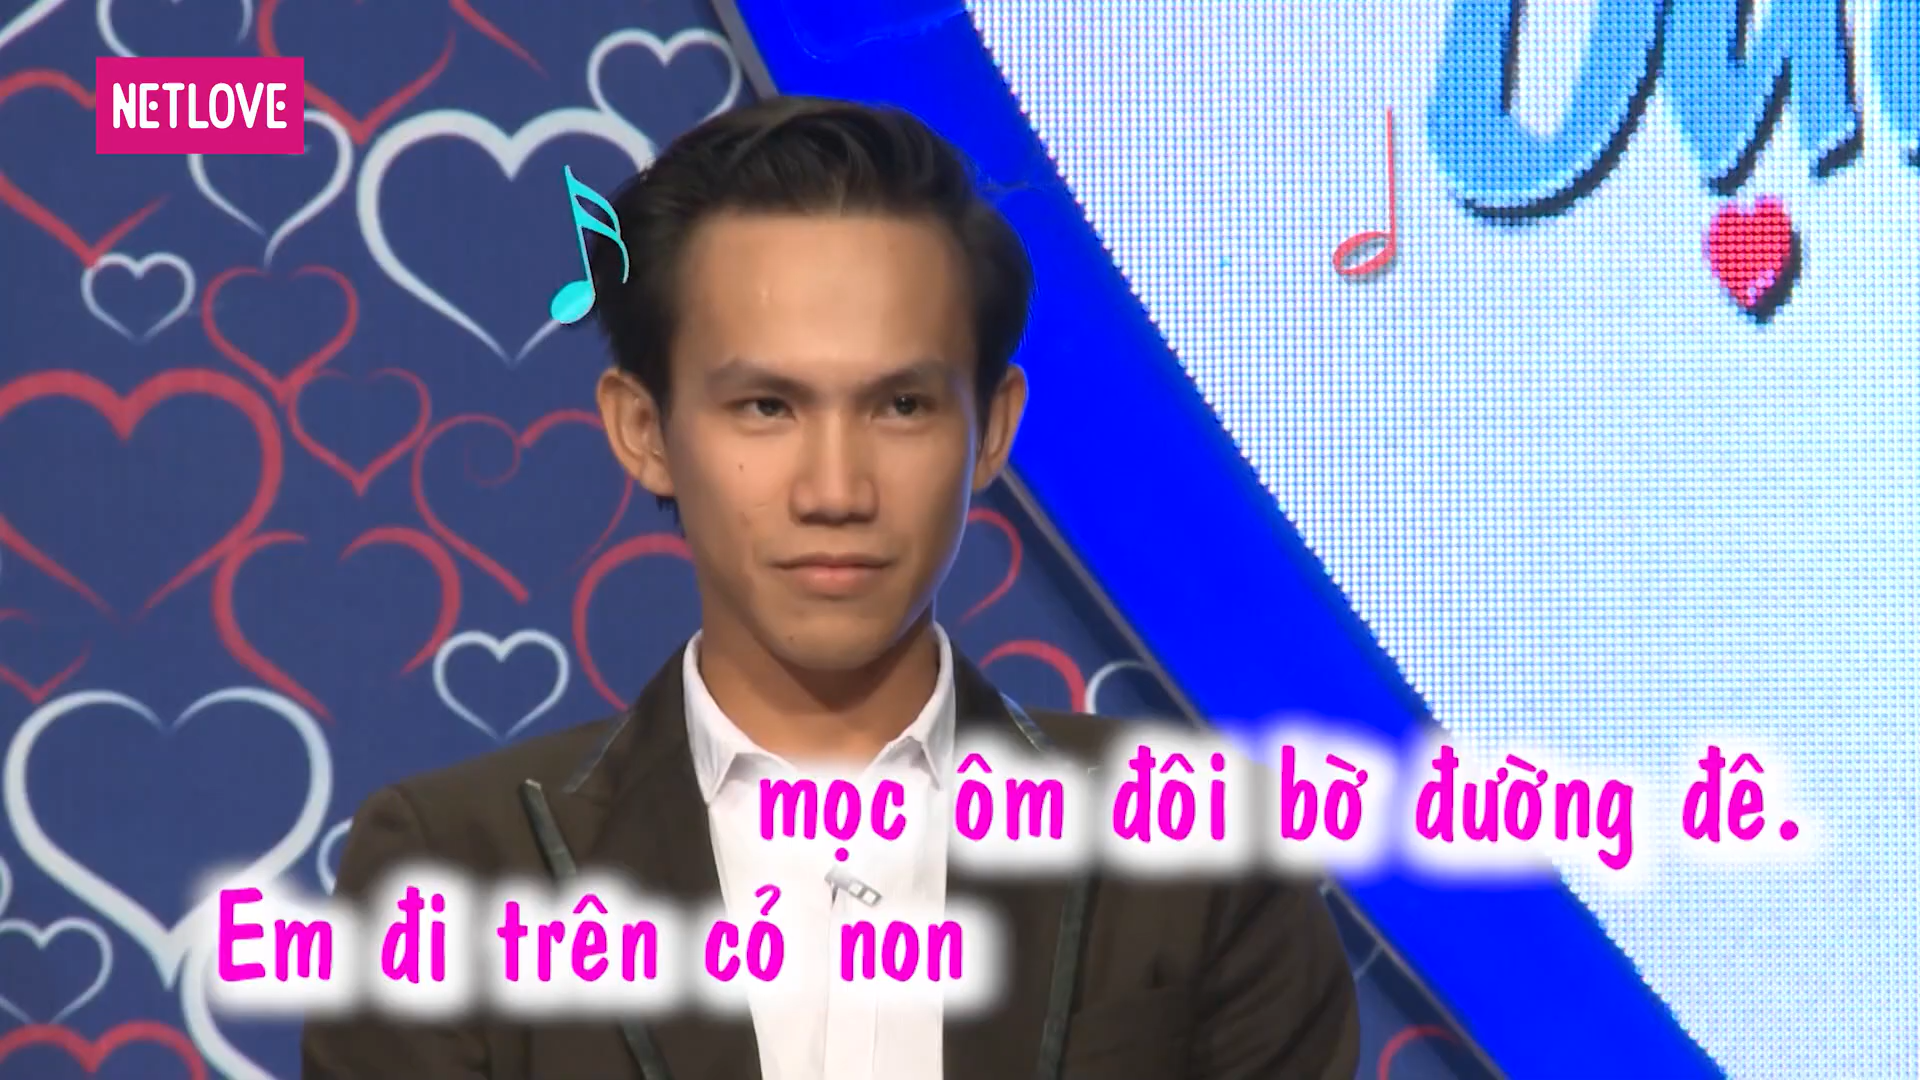 NETLOVE
mọc ôm đôi bờ đường đê.
Em đi trên cỏ non